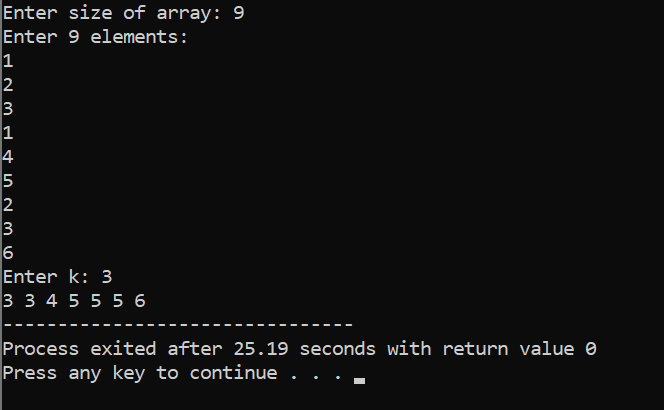 Enter size of array: 9
Enter 9 elements:
1
2
3
1
4
5
2
3
6
Enter k: 3
3 3 4 5 5 5 6
--------------------------------
Process exited after 25.19 seconds with return value 0
Press any key to continue . . .